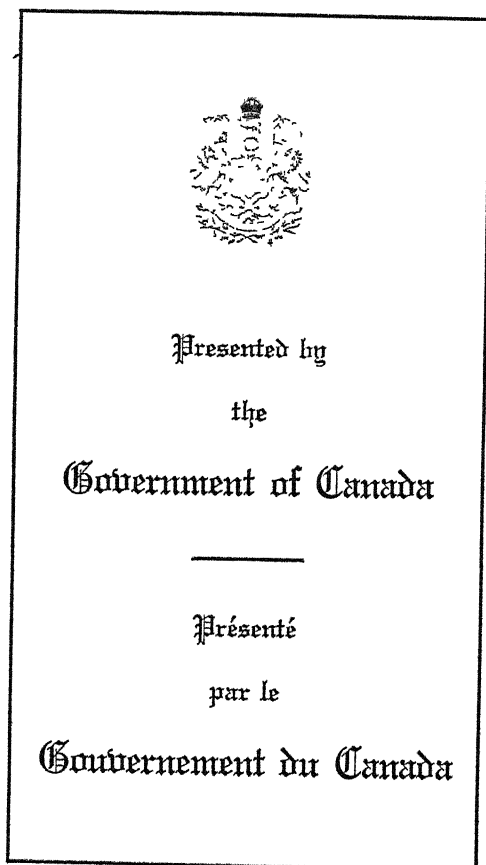 Presented by
the
Government of Canada
Présenté
par le
Gouvernement du Canada